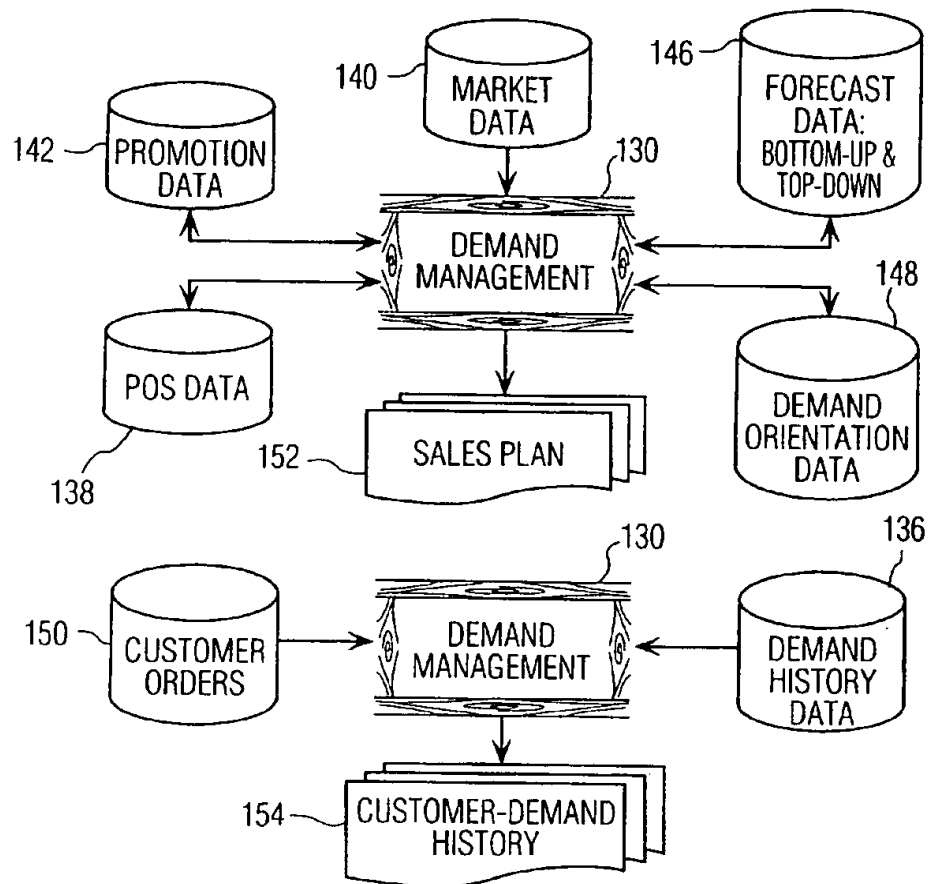 140
MARKET
DATA
146
FORECAST
DATA:
BOTTOM-UP &
TOP-DOWN
142
PROMOTION
DATA
130
DEMAND
MANAGEMENT
148
POS DATA
138
DEMAND
ORIENTATION
DATA
152
SALES PLAN
130
136
150
CUSTOMER
ORDERS
DEMAND
MANAGEMENT
DEMAND
HISTORY
DATA
154
CUSTOMER-DEMAND
HISTORY